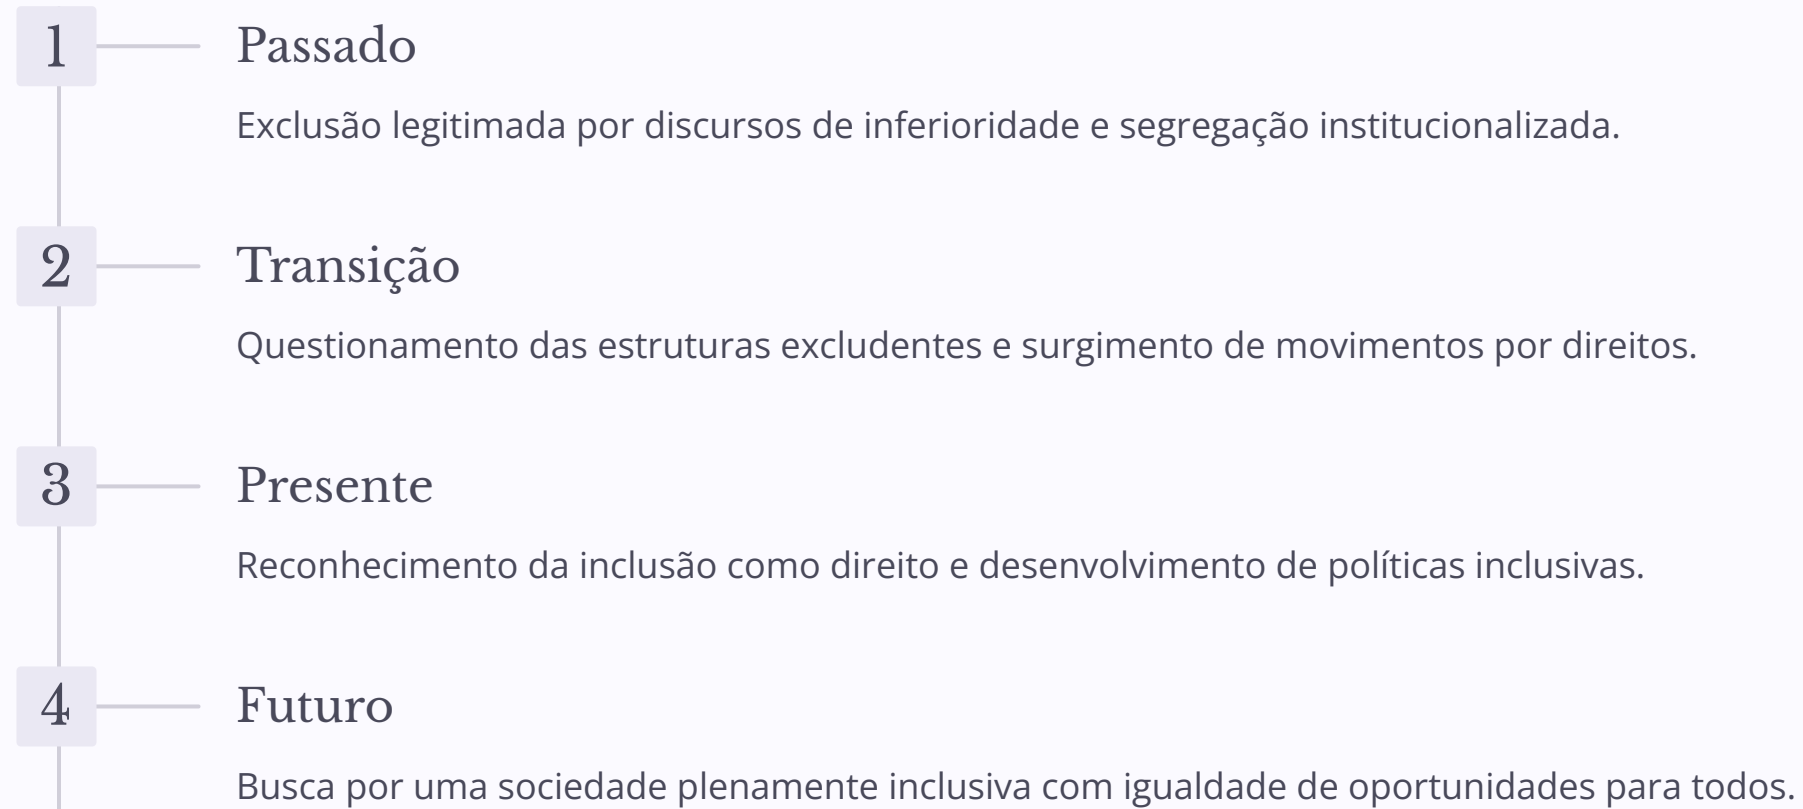 1
Passado
Exclusão legitimada por discursos de inferioridade e segregação institucionalizada.
2
Transição
Questionamento das estruturas excludentes e surgimento de movimentos por direitos.
3
Presente
Reconhecimento da inclusão como direito e desenvolvimento de políticas inclusivas.
4
Futuro
Busca por uma sociedade plenamente inclusiva com igualdade de oportunidades para todos.